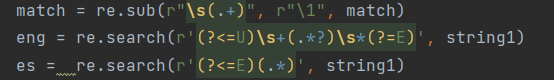 match = re.sub(r"\s(.+)", r"\1", match)
eng = re.search(r'(?<=U)\s+(.*?)\s*(?=E)', string1)
es =  re.search(r'(?<=E)(.*)', string1)